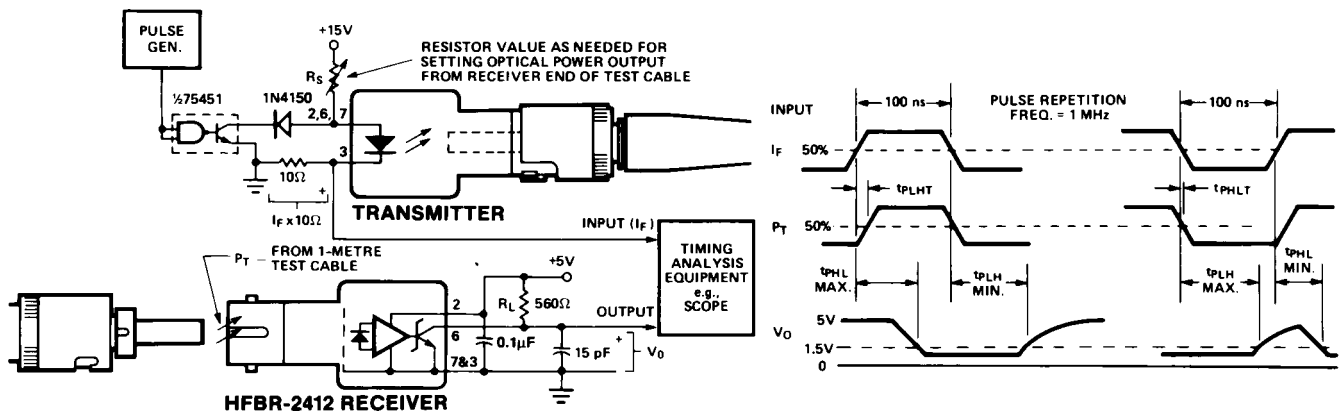 PULSE
GEN.
+15V
RS
RESISTOR VALUE AS NEEDED FOR
SETTING OPTICAL POWER OUTPUT
FROM RECEIVER END OF TEST CABLE
½75451
1N4150
2,6, 7
3
10Ω
+
IF x10Ω
TRANSMITTER
INPUT (IF)
TIMING
ANALYSIS
EQUIPMENT
e.g.,
SCOPE
PT – FROM 1-METRE
TEST CABLE
+5V
2
RL
560Ω
OUTPUT
6
0.1µF
7&3
15 pF
+
V0
HFBR-2412 RECEIVER
INPUT
100 ns
PULSE REPETITION
FREQ. = 1 MHz
100 ns
IF 50%
tPLHT
tPHLT
PT 50%
tPHL
MAX.
tPLH
MIN.
tPLH
MAX.
tPHL
MIN.
VO
5V
1.5V
0